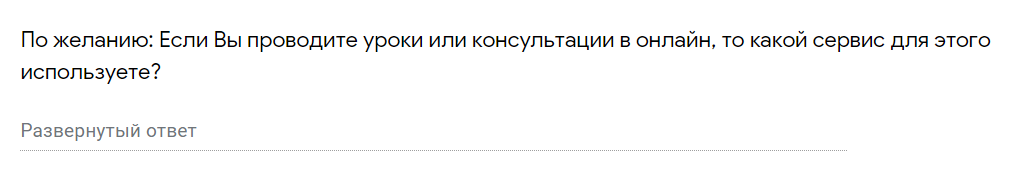 По желанию: Если Вы проводите уроки или консультации в онлайн, то какой сервис для этого
используете?
Развернутый ответ